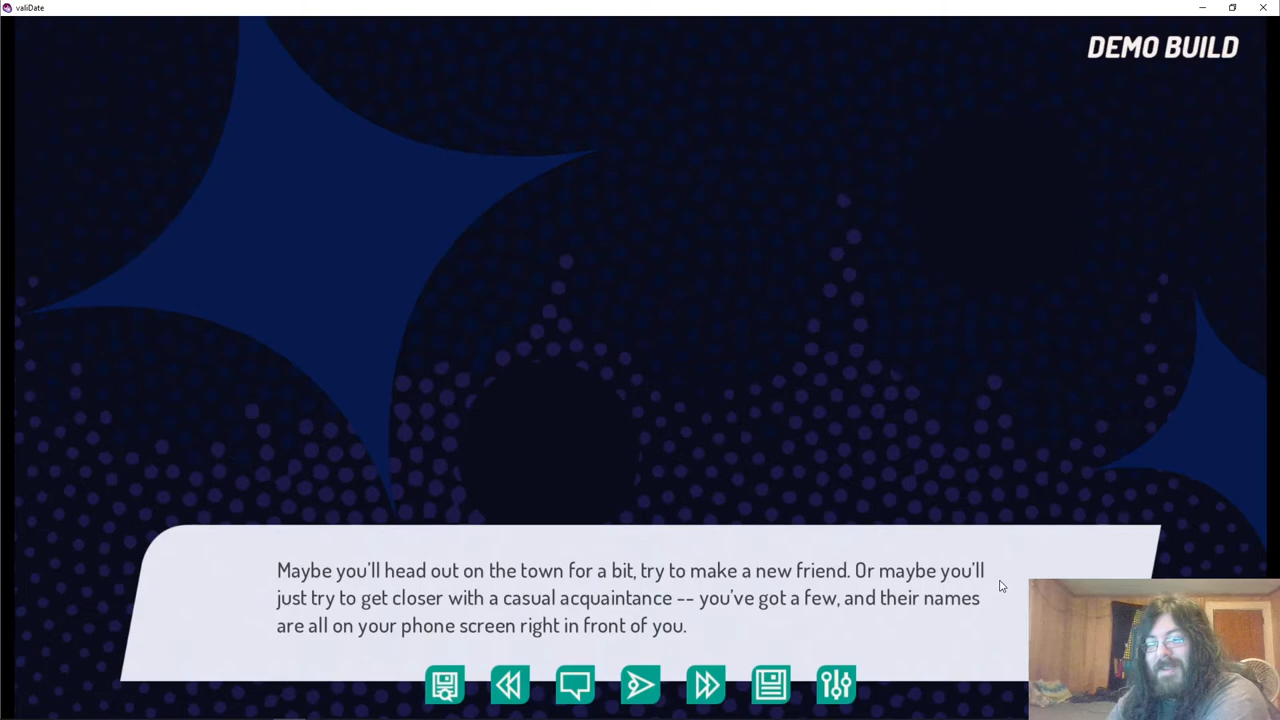 valiDate
DEMO BUILD
Maybe you'll head out on the town for a bit, try to make a new friend. Or maybe you'll
just try to get closer with a casual acquaintance -- you've got a few, and their names
are all on your phone screen right in front of you.